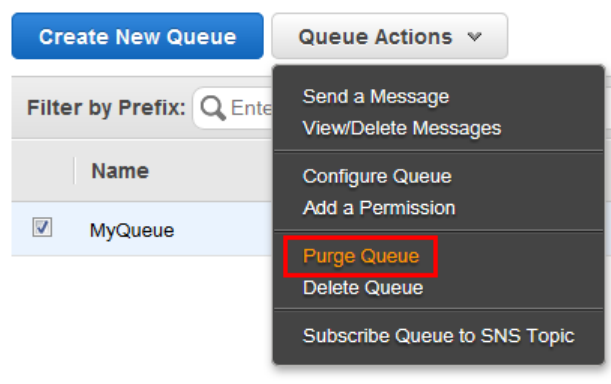 Create New Queue
Queue Actions
Filter by Prefix: Ente
Send a Message
View/Delete Messages
Name
Configure Queue
Add a Permission
MyQueue
Purge Queue
Delete Queue
Subscribe Queue to SNS Topic